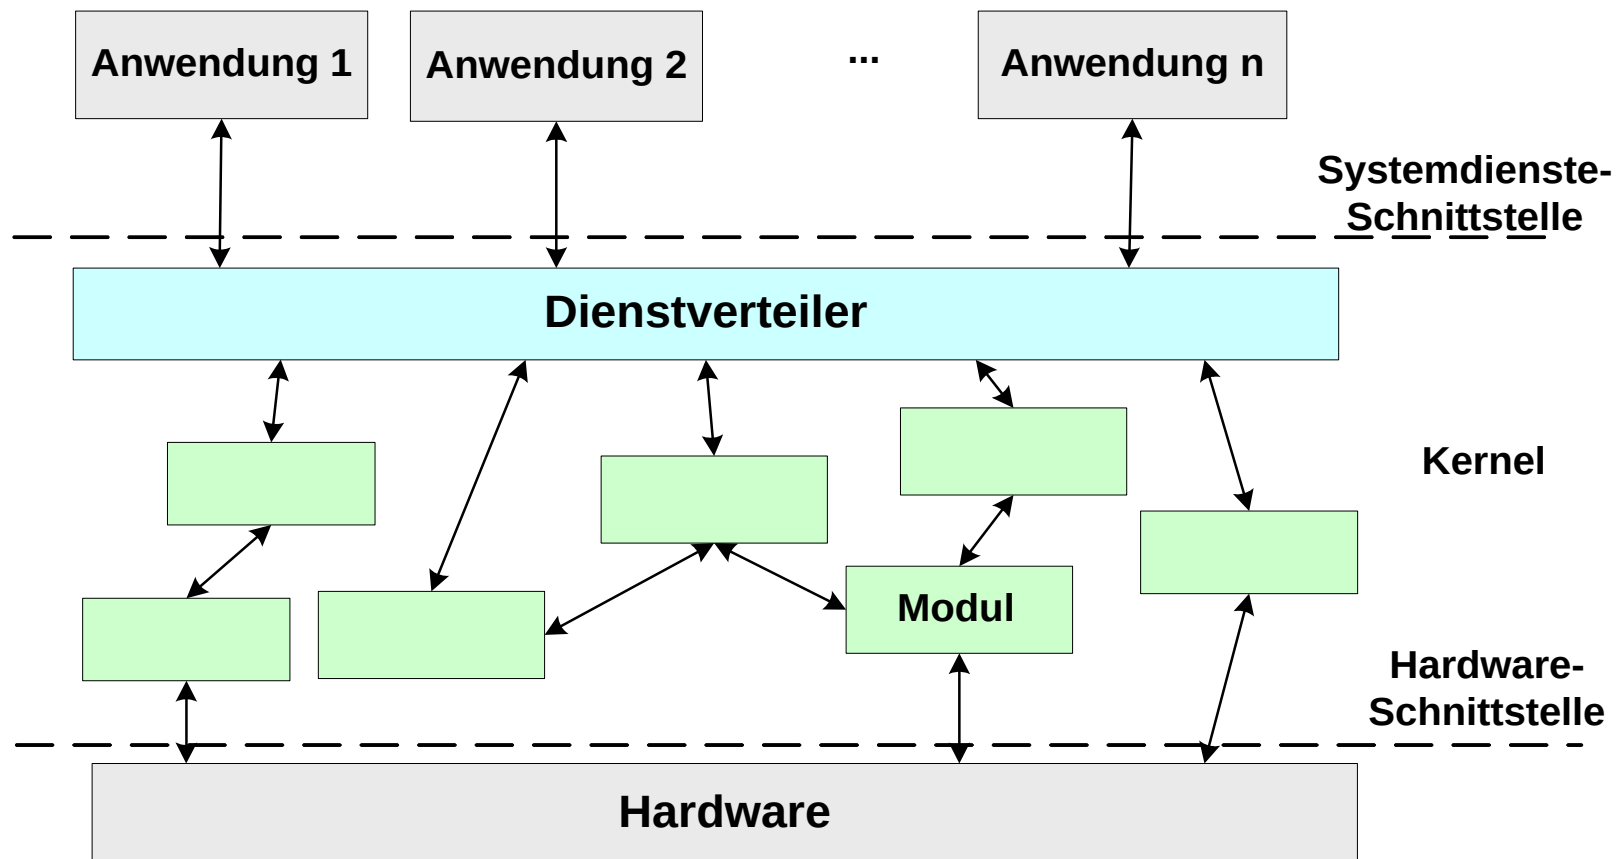 Anwendung 1
Anwendung 2
...
Anwendung n
Systemdienste-
Schnittstelle
Dienstverteiler
Kernel
Modul
Hardware-
Schnittstelle
Hardware